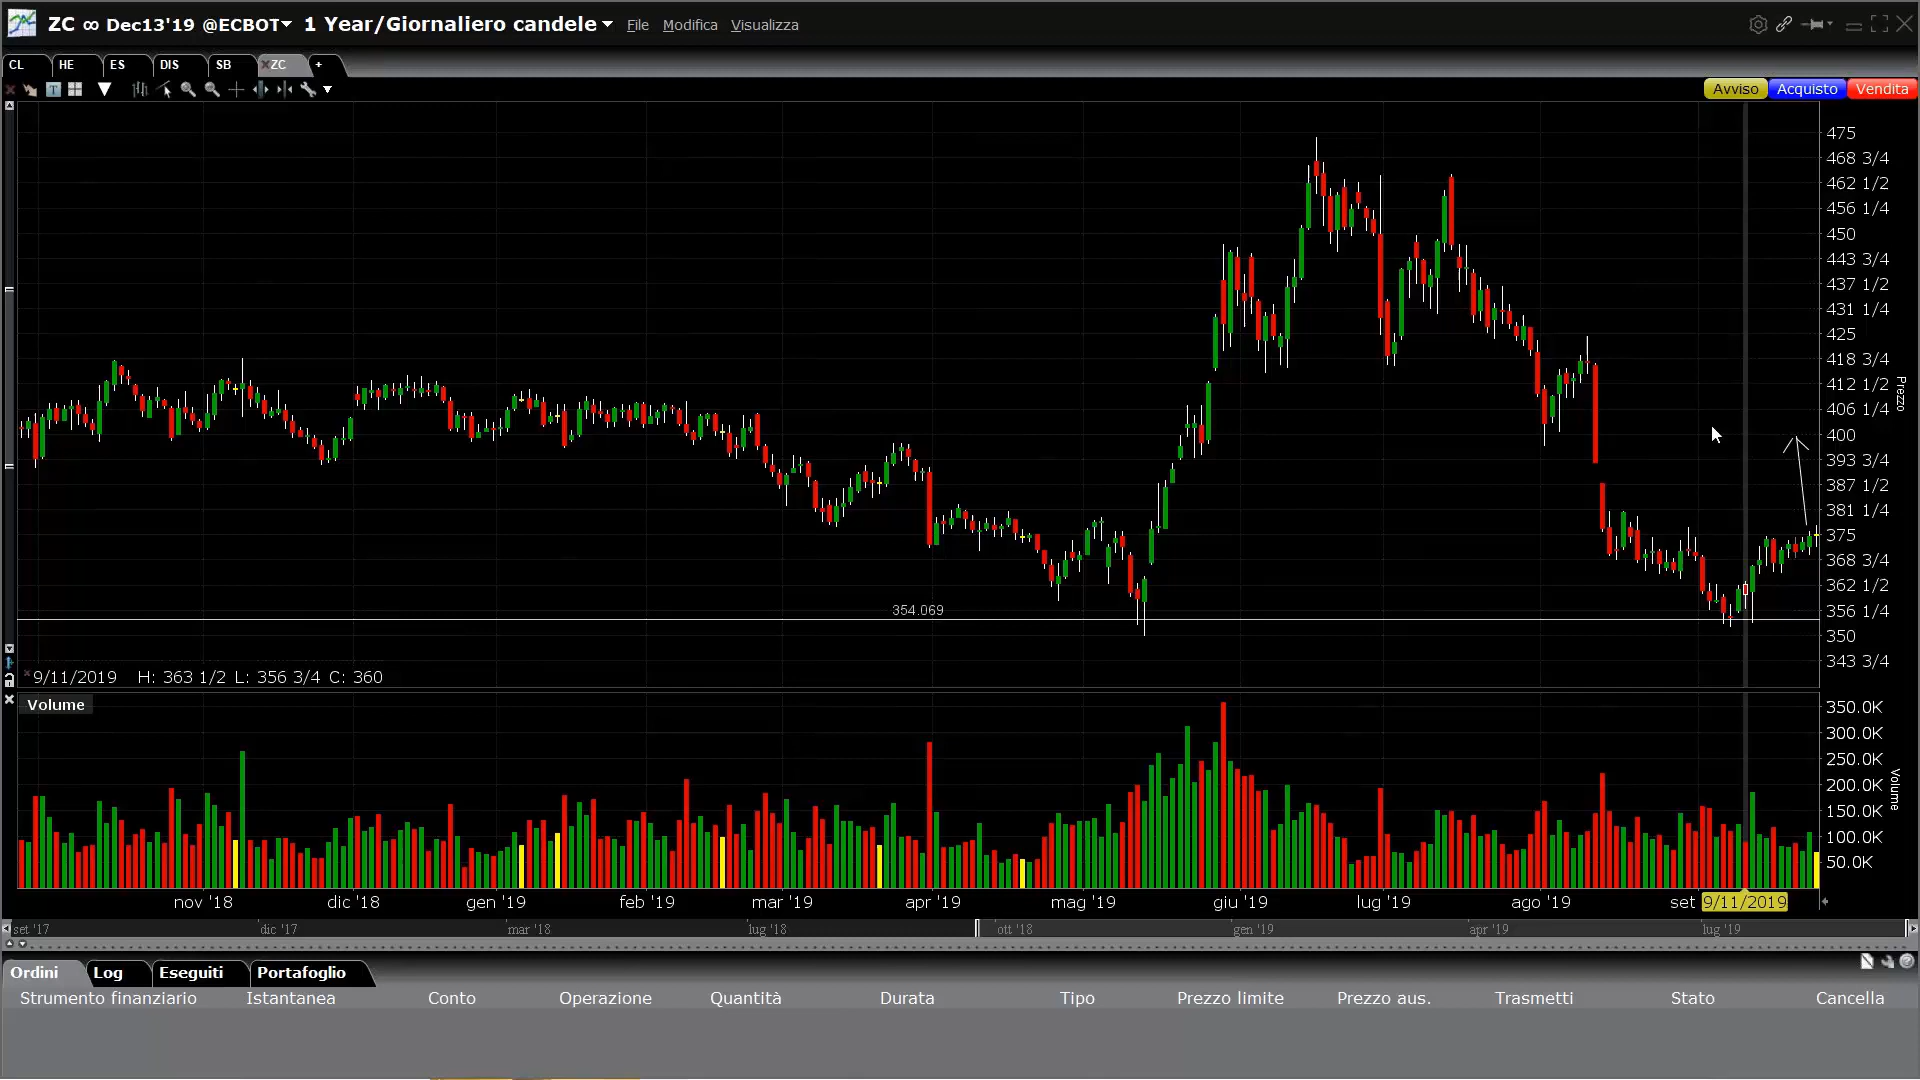 ZC ∞ Dec13'19 @ECBOT 1 Year/Giornaliero candele File Modifica Visualizza
CL HE ES DIS SB ZC +
T Avviso Acquisto Vendita
475
468 3/4
462 1/2
456 1/4
450
443 3/4
437 1/2
431 1/4
425
418 3/4
412 1/2
406 1/4
400
393 3/4
387 1/2
381 1/4
375
368 3/4
362 1/2
356 1/4
350
343 3/4
Prezzo
354.069
9/11/2019 H: 363 1/2 L: 356 3/4 C: 360
Volume
350.0K
300.0K
250.0K
200.0K
150.0K
100.0K
50.0K
Volume
nov '18 dic '18 gen '19 feb '19 mar '19 apr '19 mag '19 giu '19 lug '19 ago '19 set 9/11/2019
set '17 dic '17 mar '18 lug '18 ott '18 gen '19 apr '19 lug '19
Ordini Log Eseguiti Portafoglio
Strumento finanziario Istantanea Conto Operazione Quantità Durata Tipo Prezzo limite Prezzo aus. Trasmetti Stato Cancella